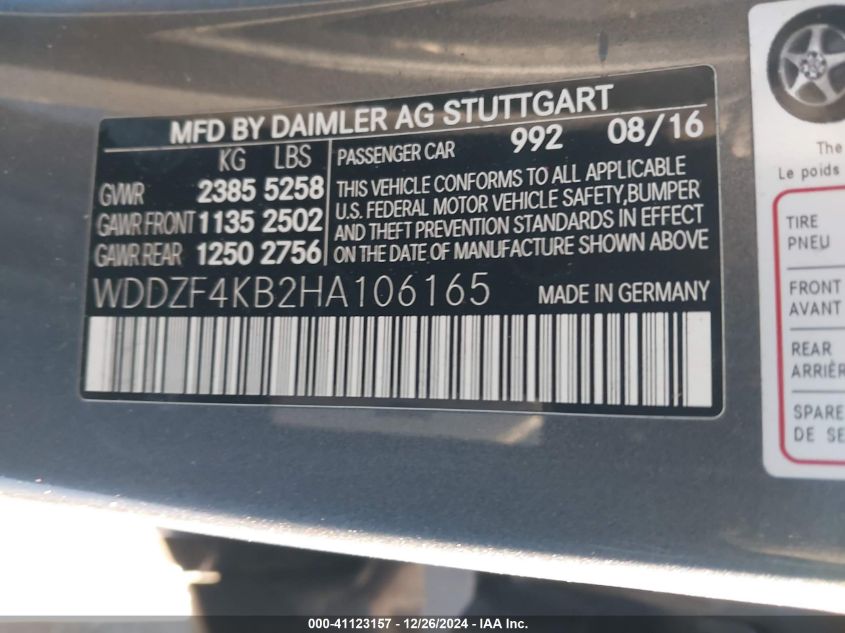 MFD BY DAIMLER AG STUTTGART
KG LBS
GVWR 2385 5258
GAWR FRONT 1135 2502
GAWR REAR 1250 2756
PASSENGER CAR 992 08/16
THIS VEHICLE CONFORMS TO ALL APPLICABLE
U.S. FEDERAL MOTOR VEHICLE SAFETY,BUMPER
AND THEFT PREVENTION STANDARDS IN EFFECT
ON THE DATE OF MANUFACTURE SHOWN ABOVE
WDDZF4KB2HA106165 MADE IN GERMANY
The
Le poids
TIRE
PNEU
FRONT
AVANT
REAR
ARRIÈR
SPARE
DE SE
000-41123157 - 12/26/2024 - IAA Inc.